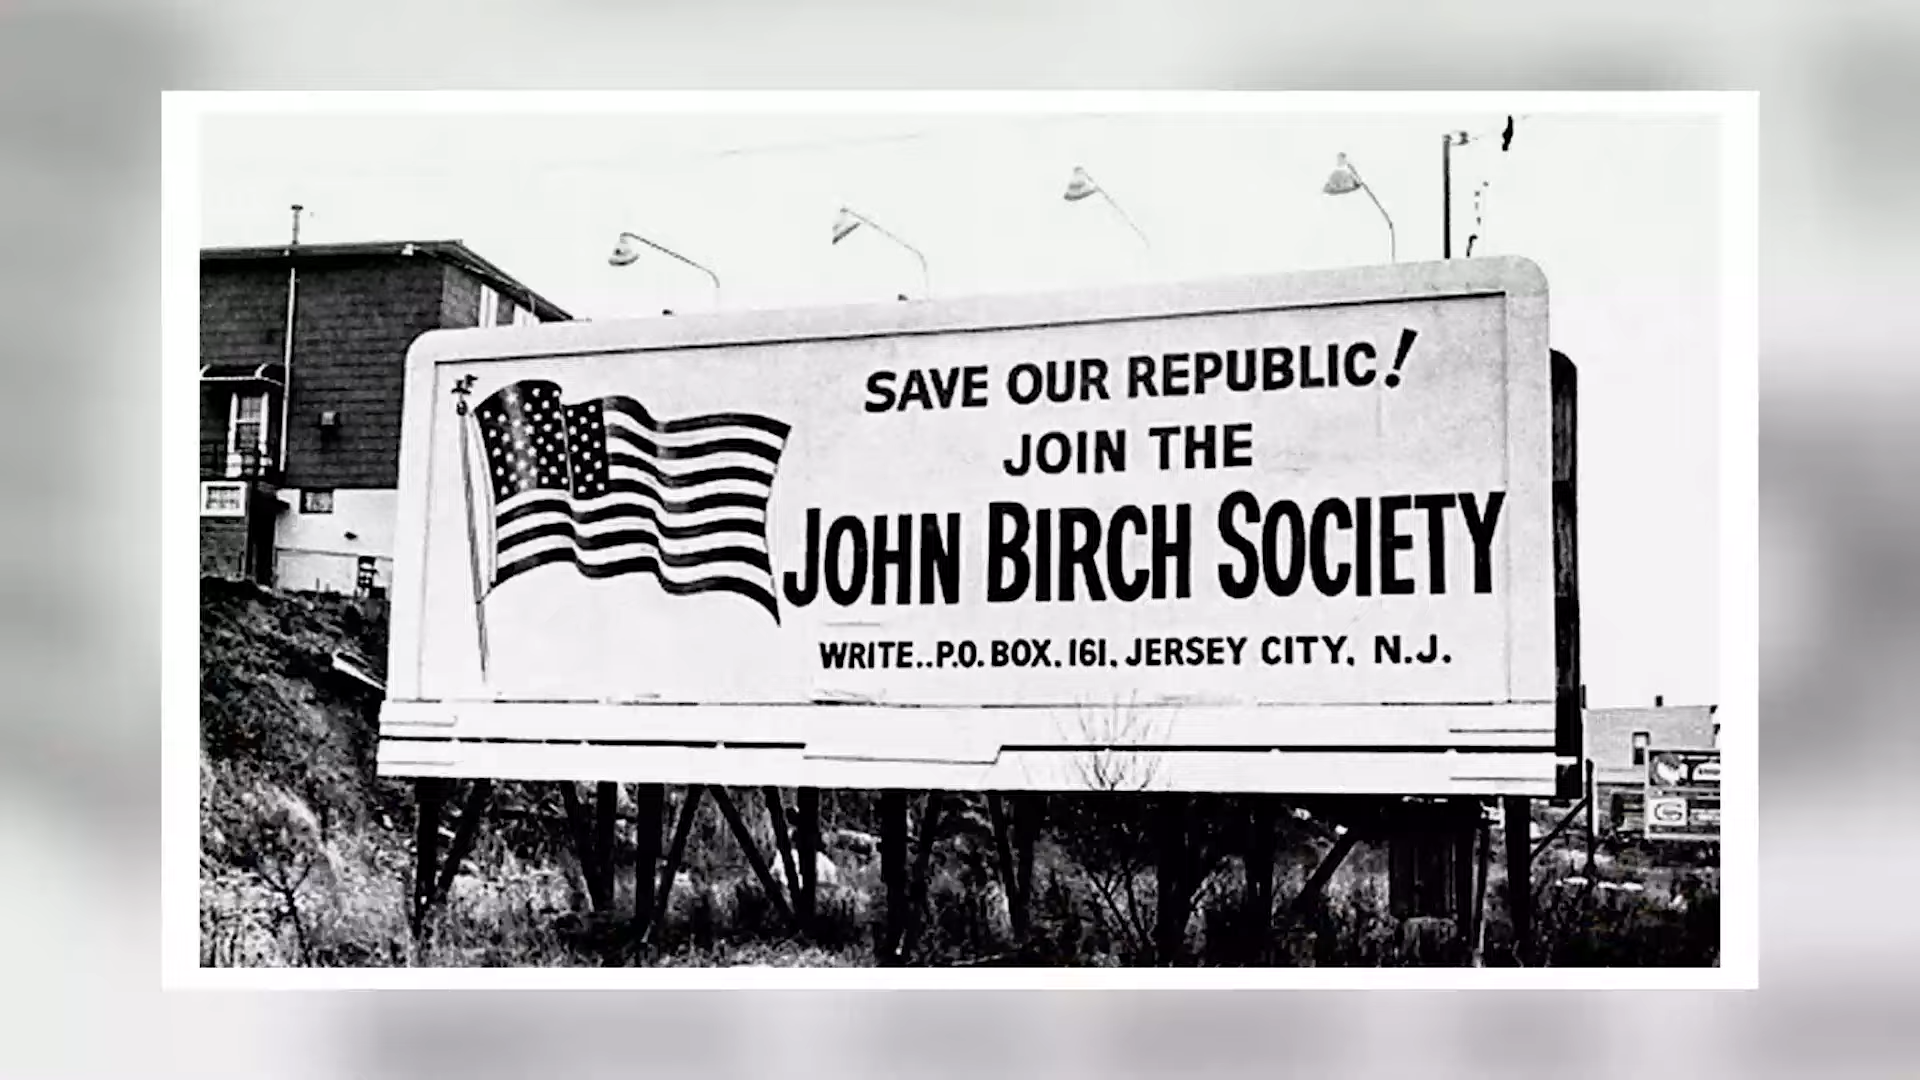 SAVE OUR REPUBLIC!
JOIN THE
JOHN BIRCH SOCIETY
WRITE..P.O. BOX. 161, JERSEY CITY, N.J.